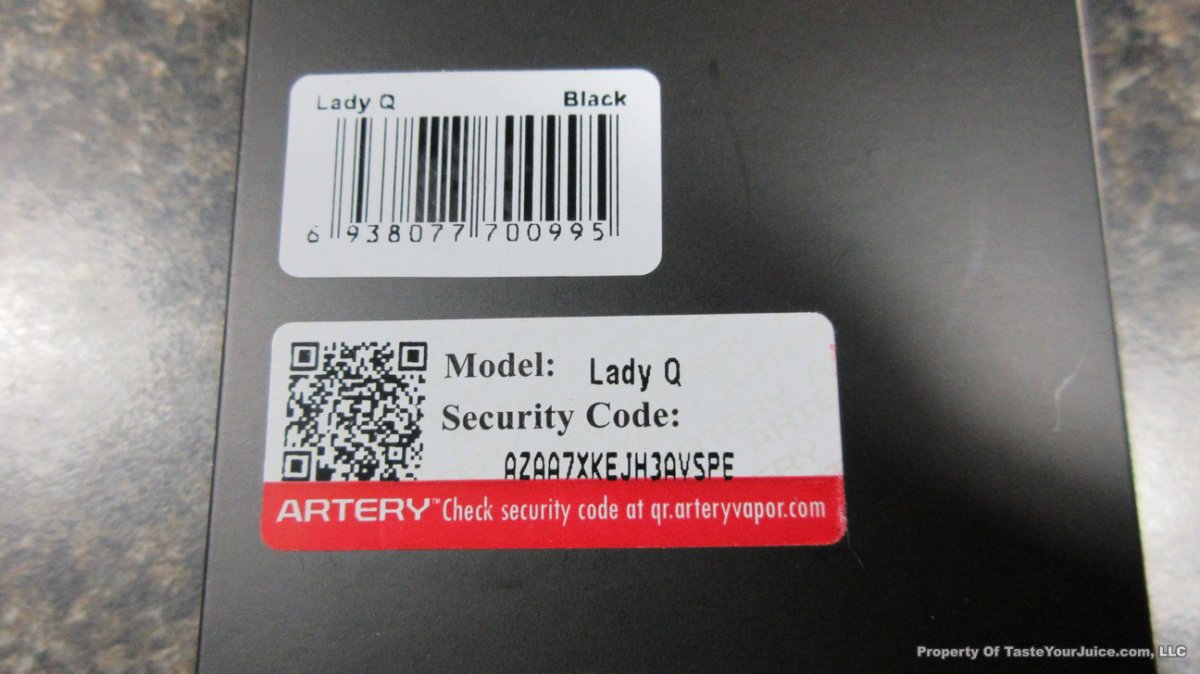 Lady Q Black
6 938077 700995
Model: Lady Q
Security Code:
AZAA7XKEJH3AVSPE
ARTERY™ Check security code at qr.arteryvapor.com
Property Of TasteYourJuice.com, LLC